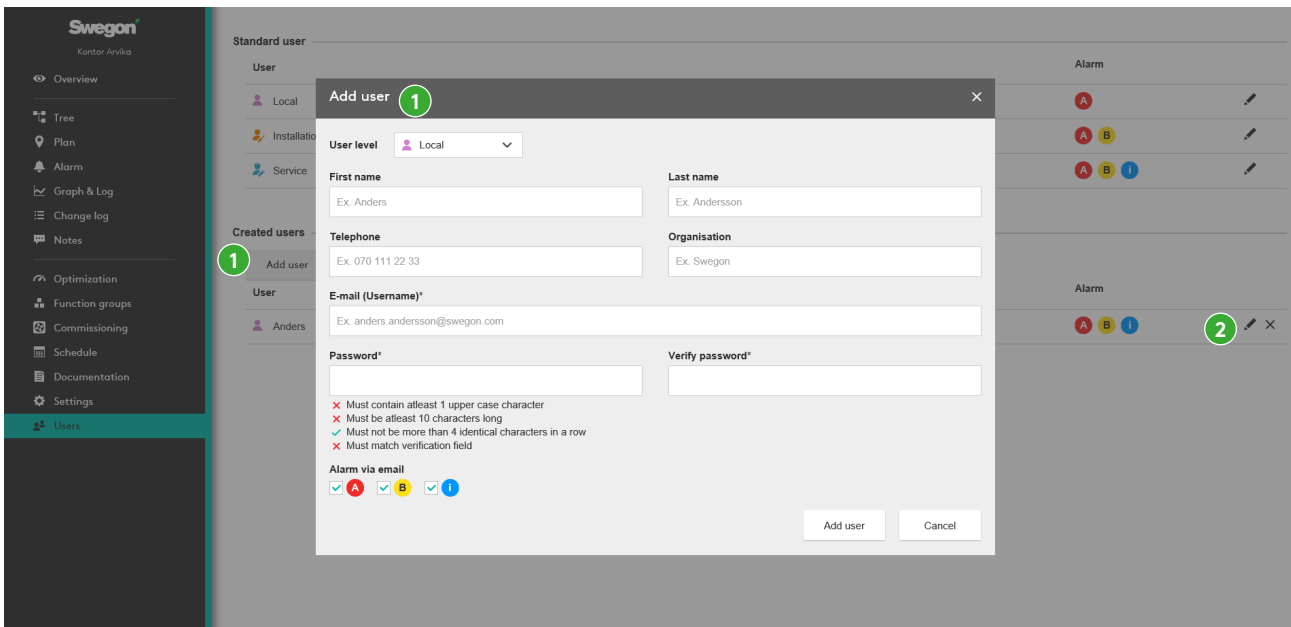 Swegon
Kontor Arvika
Overview
Tree
Plan
Alarm
Graph & Log
Change log
Notes
Optimization
Function groups
Commissioning
Schedule
Documentation
Settings
Users
Standard user
User Alarm
Local A
Installatio A B
Service A B i
Created users
1 Add user
User Alarm
Anders A B i 2
Add user 1
User level Local
First name Last name
Ex. Anders Ex. Andersson
Telephone Organisation
Ex. 070 111 22 33 Ex. Swegon
E-mail (Username)*
Ex. anders.andersson@swegon.com
Password* Verify password*
Must contain atleast 1 upper case character
Must be atleast 10 characters long
Must not be more than 4 identical characters in a row
Must match verification field
Alarm via email
A B i
Add user Cancel